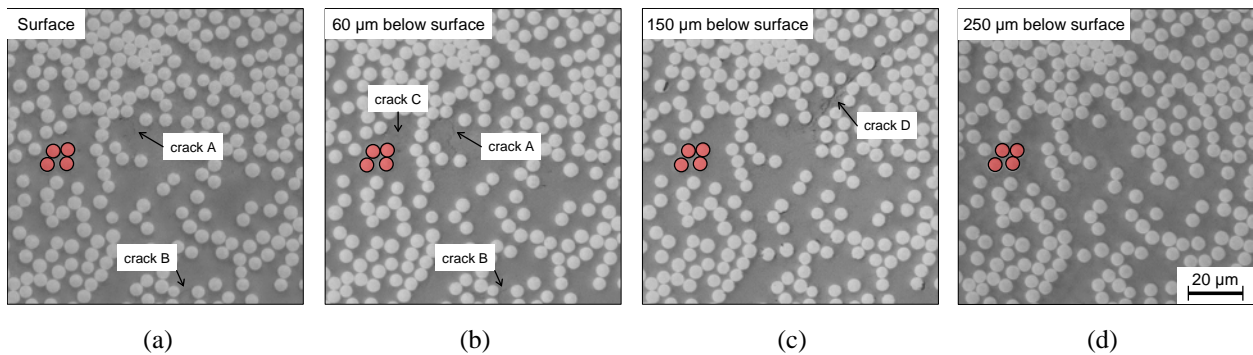 Surface
crack A
crack B
60 µm below surface
crack C
crack A
crack B
150 µm below surface
crack D
250 µm below surface
20 µm
(a)
(b)
(c)
(d)